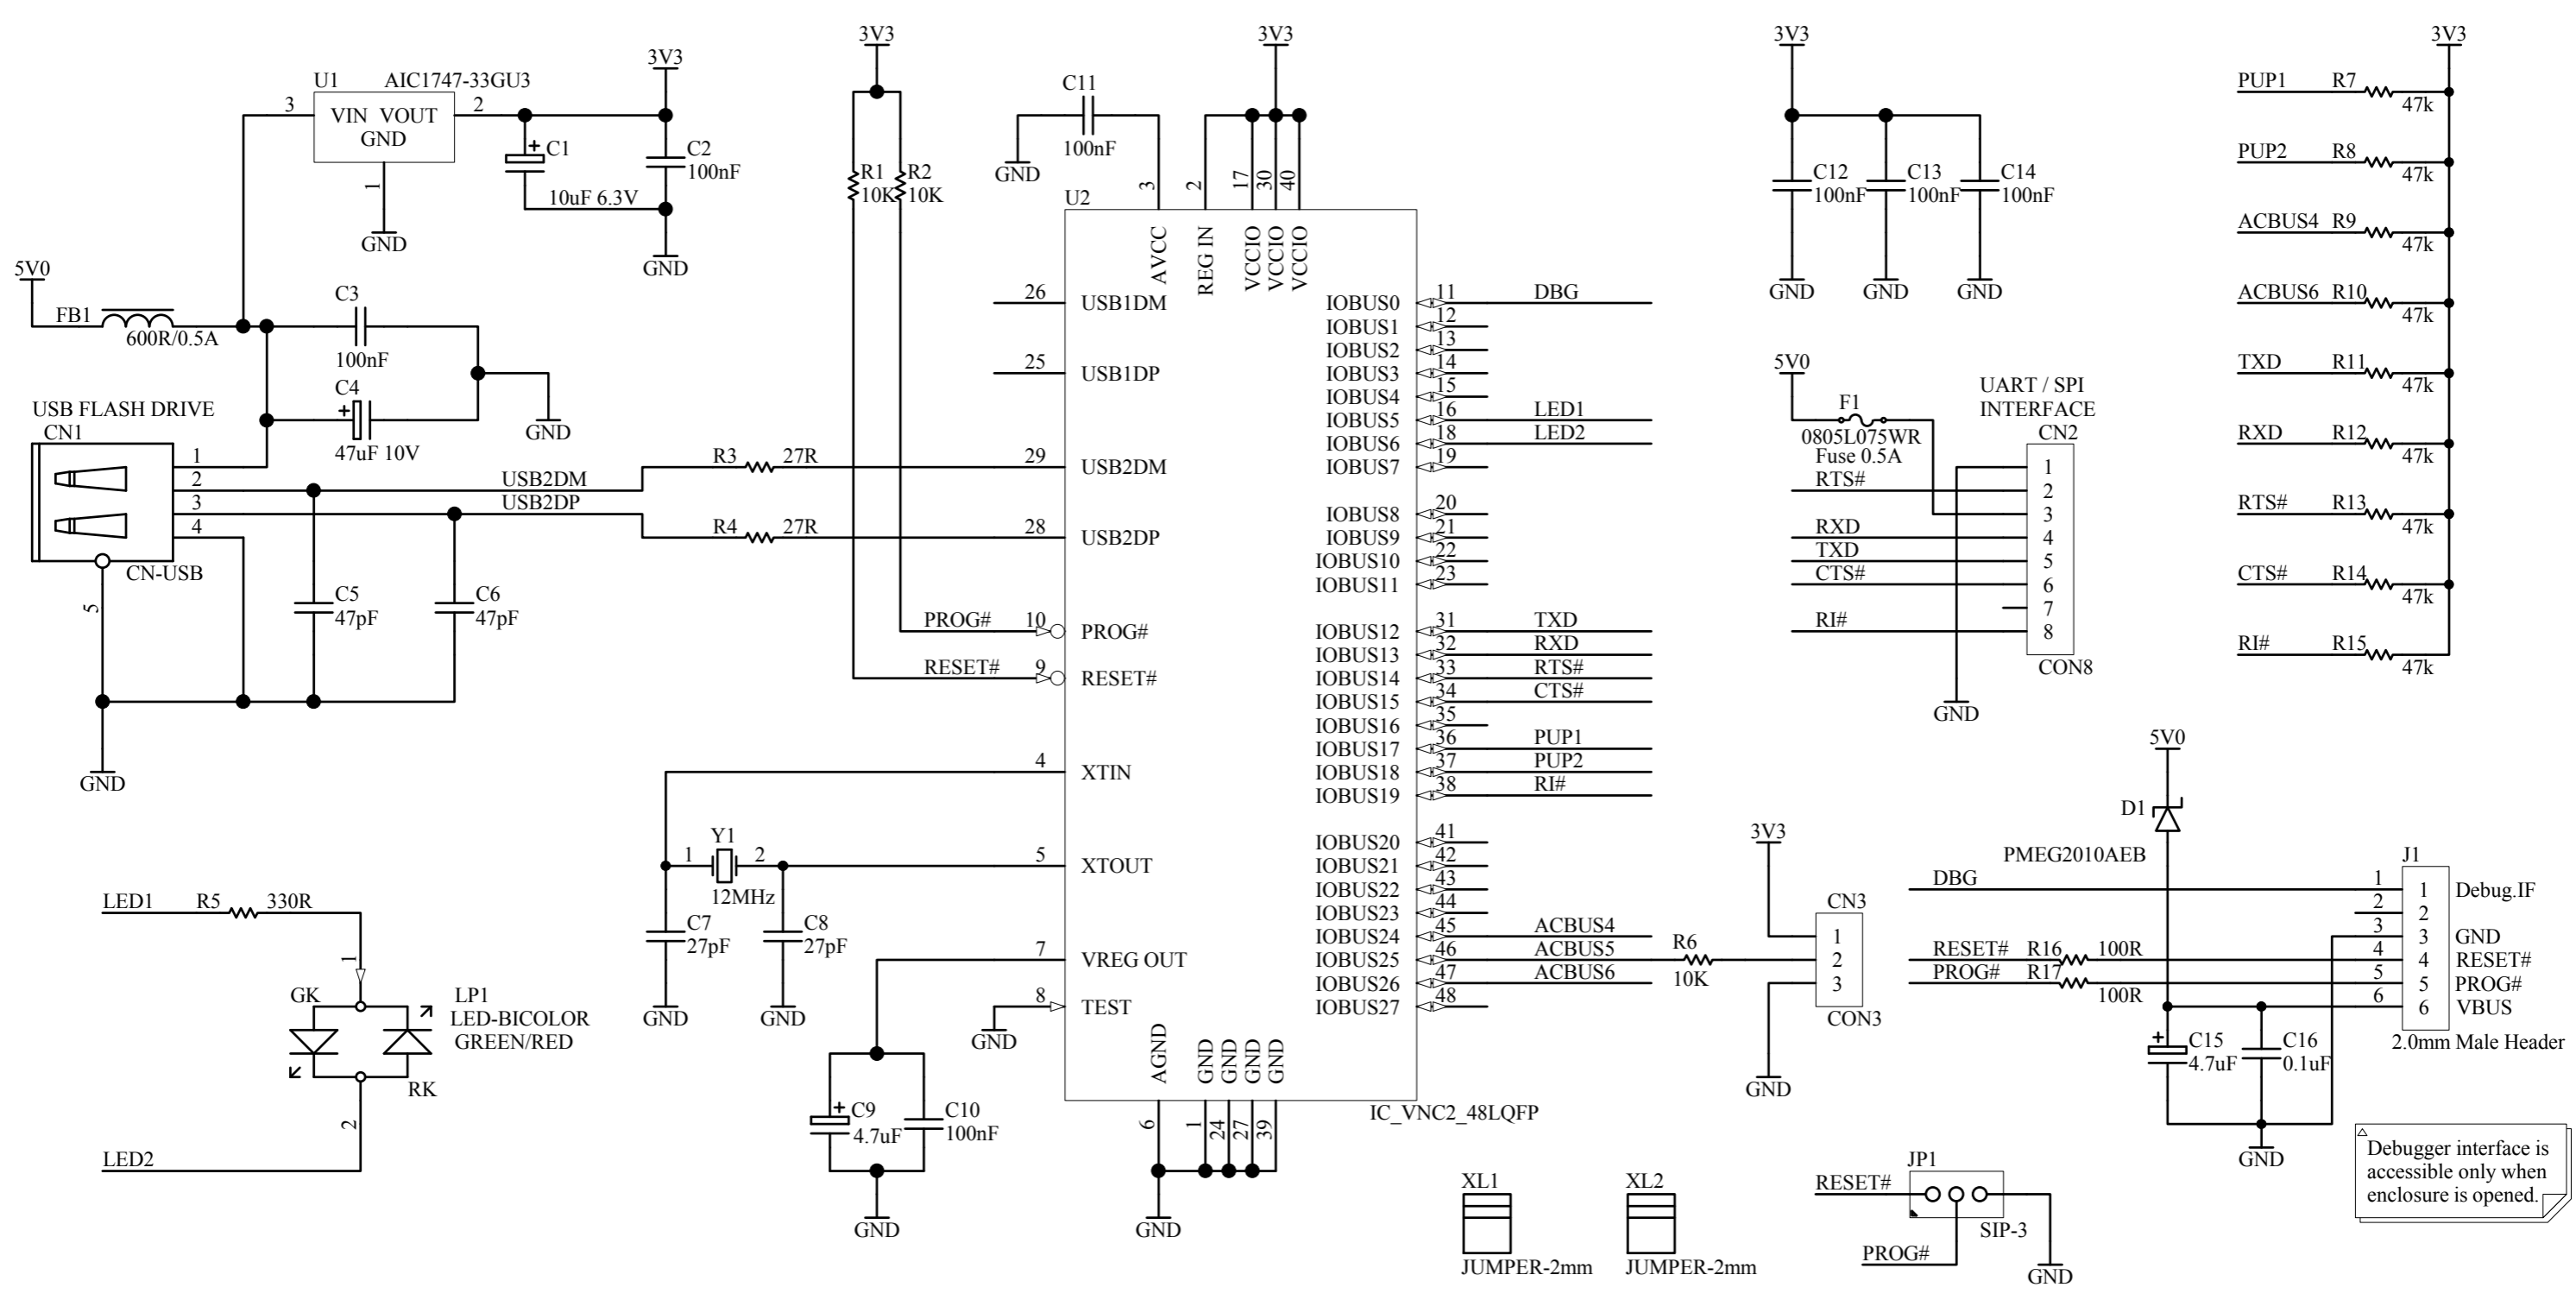 U1 AIC1747-33GU3
3 VIN VOUT 2
GND
1
GND
3V3
C1
10uF 6.3V
C2
100nF
GND
5V0
FB1
600R/0.5A
C3
100nF
C4
47uF 10V
GND
USB FLASH DRIVE
CN1
1
2
3
4
5
CN-USB
USB2DM
USB2DP
R3 27R
R4 27R
C5
47pF
C6
47pF
GND
LED1 R5 330R
1
GK
LP1
LED-BICOLOR
GREEN/RED
RK
2
LED2
3V3
R1
10K
R2
10K
PROG#
RESET#
C11
100nF
GND
3V3
U2
3 AVCC
2 REG IN
17 VCCIO
30 VCCIO
40 VCCIO
26 USB1DM
25 USB1DP
29 USB2DM
28 USB2DP
10 PROG#
9 RESET#
4 XTIN
5 XTOUT
7 VREG OUT
8 TEST
GND
Y1
1 2
12MHz
C7
27pF
GND
C8
27pF
GND
C9
4.7uF
C10
100nF
GND
AGND 6
GND 1
GND 24
GND 27
GND 39
GND
IC_VNC2_48LQFP
IOBUS0 11 DBG
IOBUS1 12
IOBUS2 13
IOBUS3 14
IOBUS4 15
IOBUS5 16 LED1
IOBUS6 18 LED2
IOBUS7 19
IOBUS8 20
IOBUS9 21
IOBUS10 22
IOBUS11 23
IOBUS12 31 TXD
IOBUS13 32 RXD
IOBUS14 33 RTS#
IOBUS15 34 CTS#
IOBUS16 35
IOBUS17 36 PUP1
IOBUS18 37 PUP2
IOBUS19 38 RI#
IOBUS20 41
IOBUS21 42
IOBUS22 43
IOBUS23 44
IOBUS24 45 ACBUS4
IOBUS25 46 ACBUS5
IOBUS26 47 ACBUS6
IOBUS27 48
R6
10K
3V3
CN3
1
2
3
CON3
GND
3V3
C12
100nF
C13
100nF
C14
100nF
GND GND GND
5V0
F1
0805L075WR
Fuse 0.5A
UART / SPI
INTERFACE
CN2
1
RTS# 2
3
RXD 4
TXD 5
CTS# 6
7
RI# 8
CON8
GND
3V3
PUP1 R7 47k
PUP2 R8 47k
ACBUS4 R9 47k
ACBUS6 R10 47k
TXD R11 47k
RXD R12 47k
RTS# R13 47k
CTS# R14 47k
RI# R15 47k
5V0
D1
PMEG2010AEB
J1
DBG 1 1 Debug.IF
2 2
3 3 GND
RESET# R16 100R 4 4 RESET#
PROG# R17 100R 5 5 PROG#
6 6 VBUS
2.0mm Male Header
C15
4.7uF
C16
0.1uF
GND
Debugger interface is
accessible only when
enclosure is opened.
XL1
JUMPER-2mm
XL2
JUMPER-2mm
JP1
RESET#
SIP-3
PROG#
GND